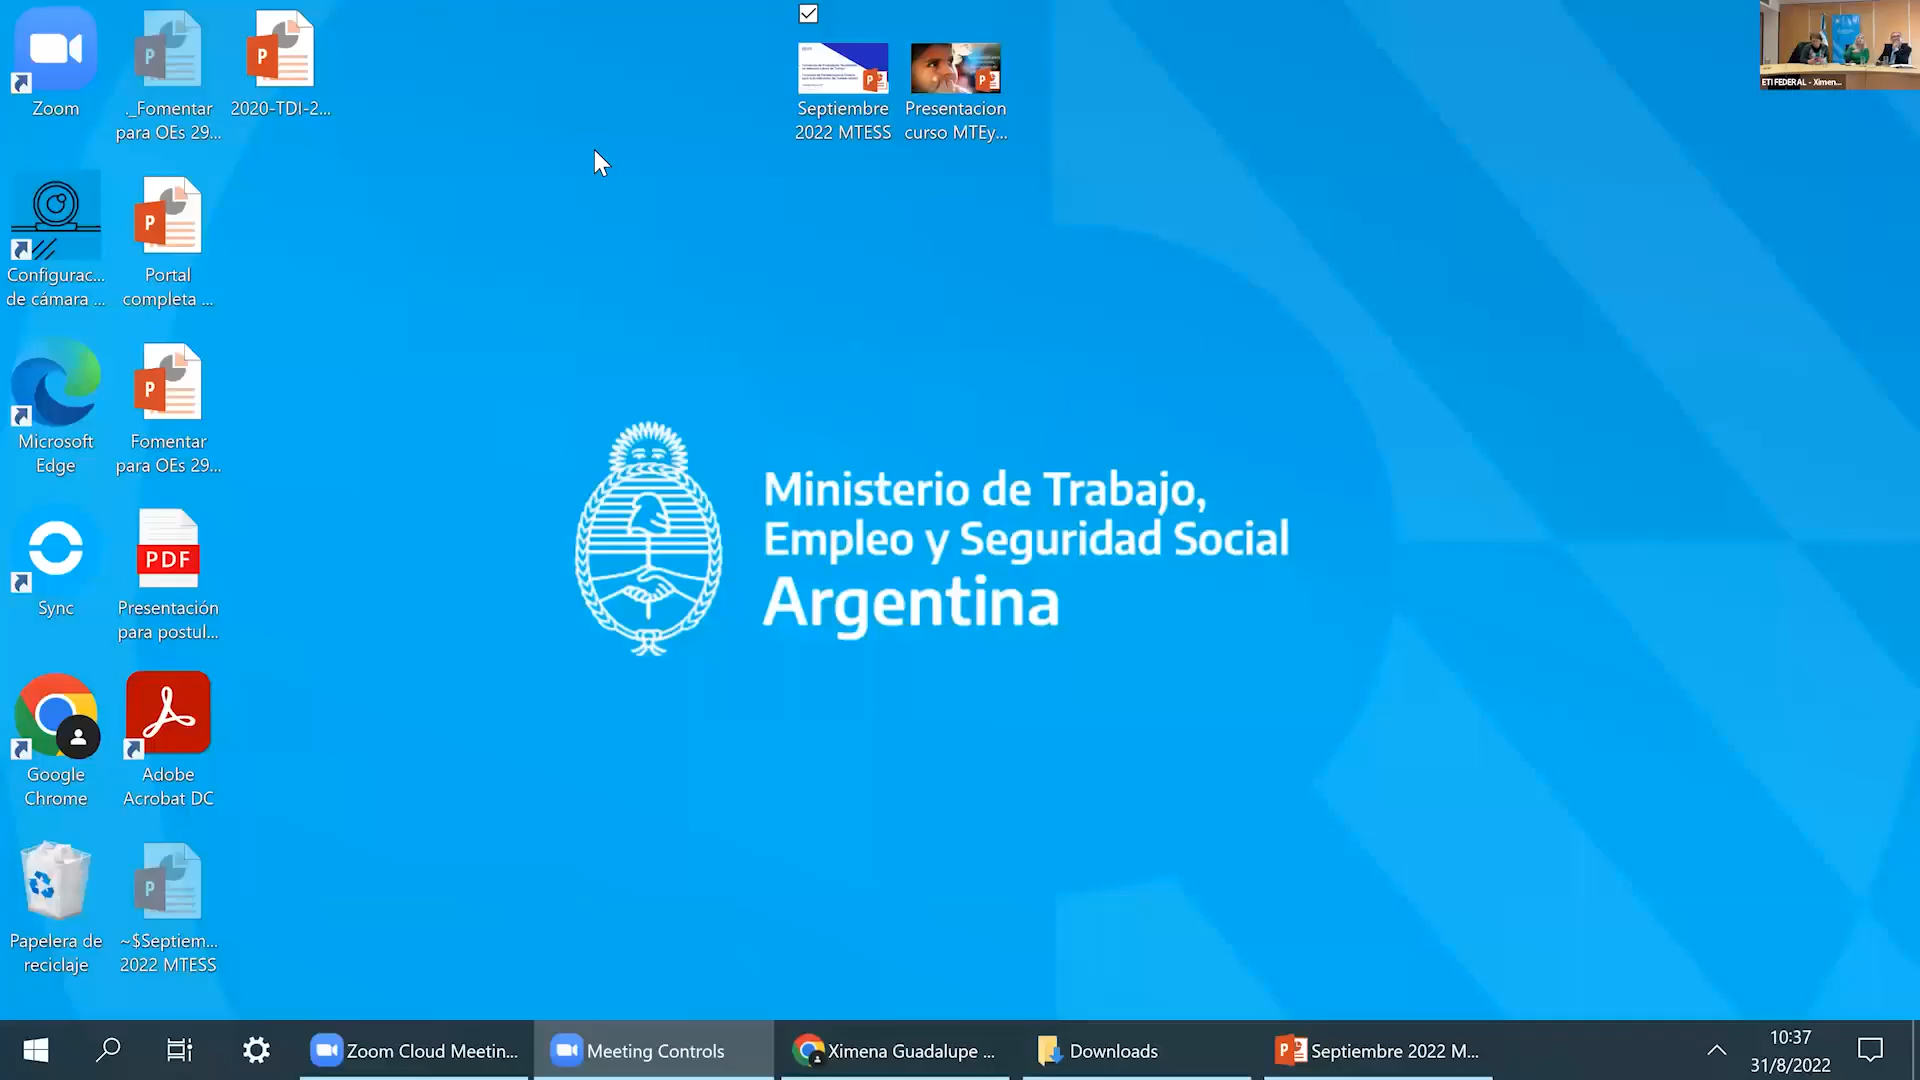 Zoom
._Fomentar
para OEs 29...
2020-TDI-2...
Septiembre
2022 MTESS
Presentacion
curso MTEy...
ETI FEDERAL - Ximen...
Configurac...
de cámara ...
Portal
completa ...
Microsoft
Edge
Fomentar
para OEs 29...
Sync
PDF
Presentación
para postul...
Google
Chrome
Adobe
Acrobat DC
Papelera de
reciclaje
~$Septiem...
2022 MTESS
Ministerio de Trabajo,
Empleo y Seguridad Social
Argentina
Zoom Cloud Meetin...
Meeting Controls
Ximena Guadalupe ...
Downloads
Septiembre 2022 M...
10:37
31/8/2022